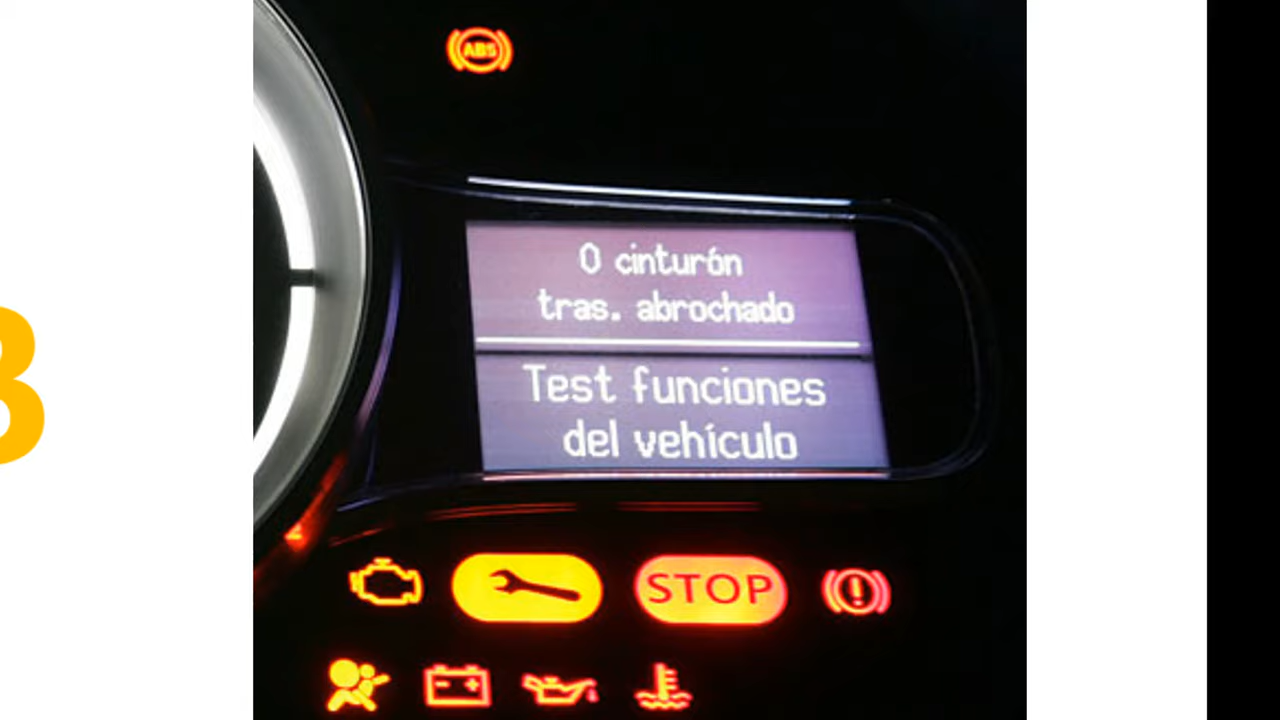 ABS
0 cinturón
tras. abrochado
Test funciones
del vehículo
STOP